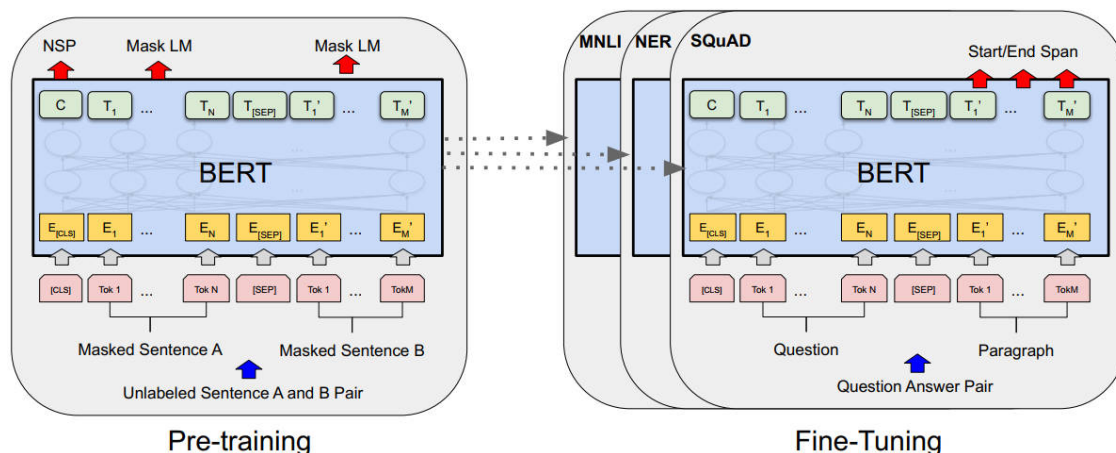 NSP Mask LM Mask LM
C T1 ... TN T[SEP] T1' ... TM'
BERT
E[CLS] E1 ... EN E[SEP] E1' ... EM'
[CLS] Tok 1 ... Tok N [SEP] Tok 1 ... TokM
Masked Sentence A Masked Sentence B
Unlabeled Sentence A and B Pair
Pre-training
MNLI NER SQuAD
Start/End Span
C T1 ... TN T[SEP] T1' ... TM'
BERT
E[CLS] E1 ... EN E[SEP] E1' ... EM'
[CLS] Tok 1 ... Tok N [SEP] Tok 1 ... TokM
Question Paragraph
Question Answer Pair
Fine-Tuning